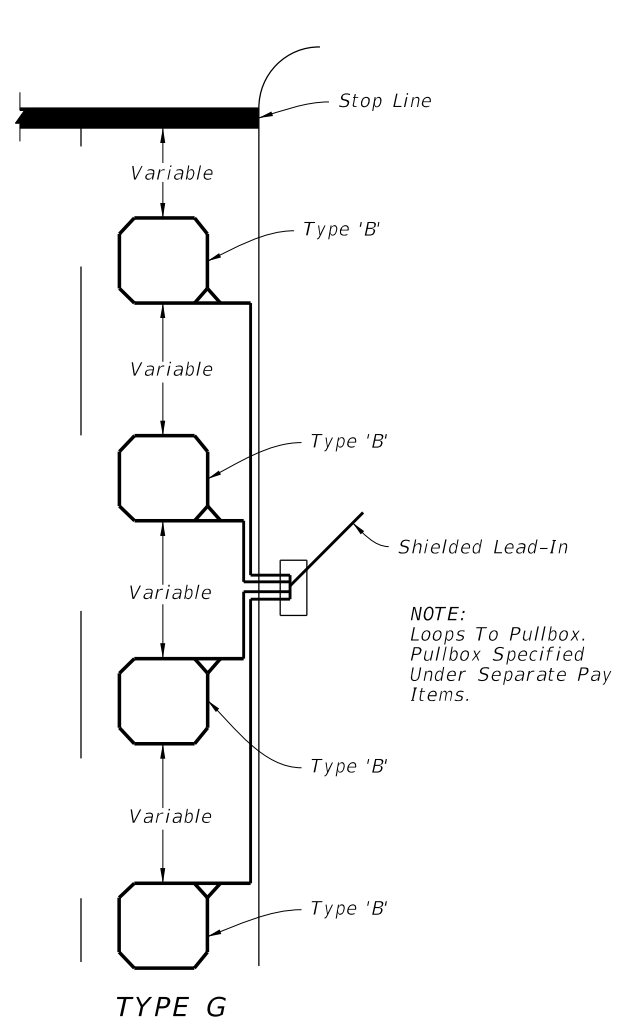 Stop Line
Variable
Type 'B'
Variable
Type 'B'
Shielded Lead-In
Variable
NOTE:
Loops To Pullbox.
Pullbox Specified
Under Separate Pay
Items.
Type 'B'
Variable
Type 'B'
TYPE G